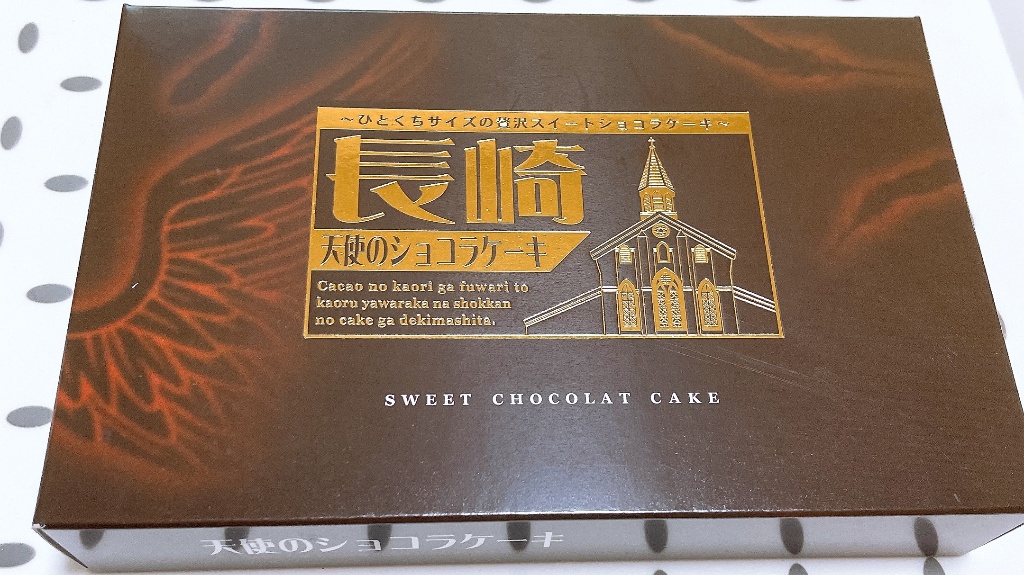 ～ひとくちサイズの贅沢スイートショコラケーキ～
長崎
天使のショコラケーキ
Cacao no kaori ga fuwari to
kaoru yawaraka na shokkan
no cake ga dekimashita.
SWEET CHOCOLAT CAKE
天使のショコラケーキ